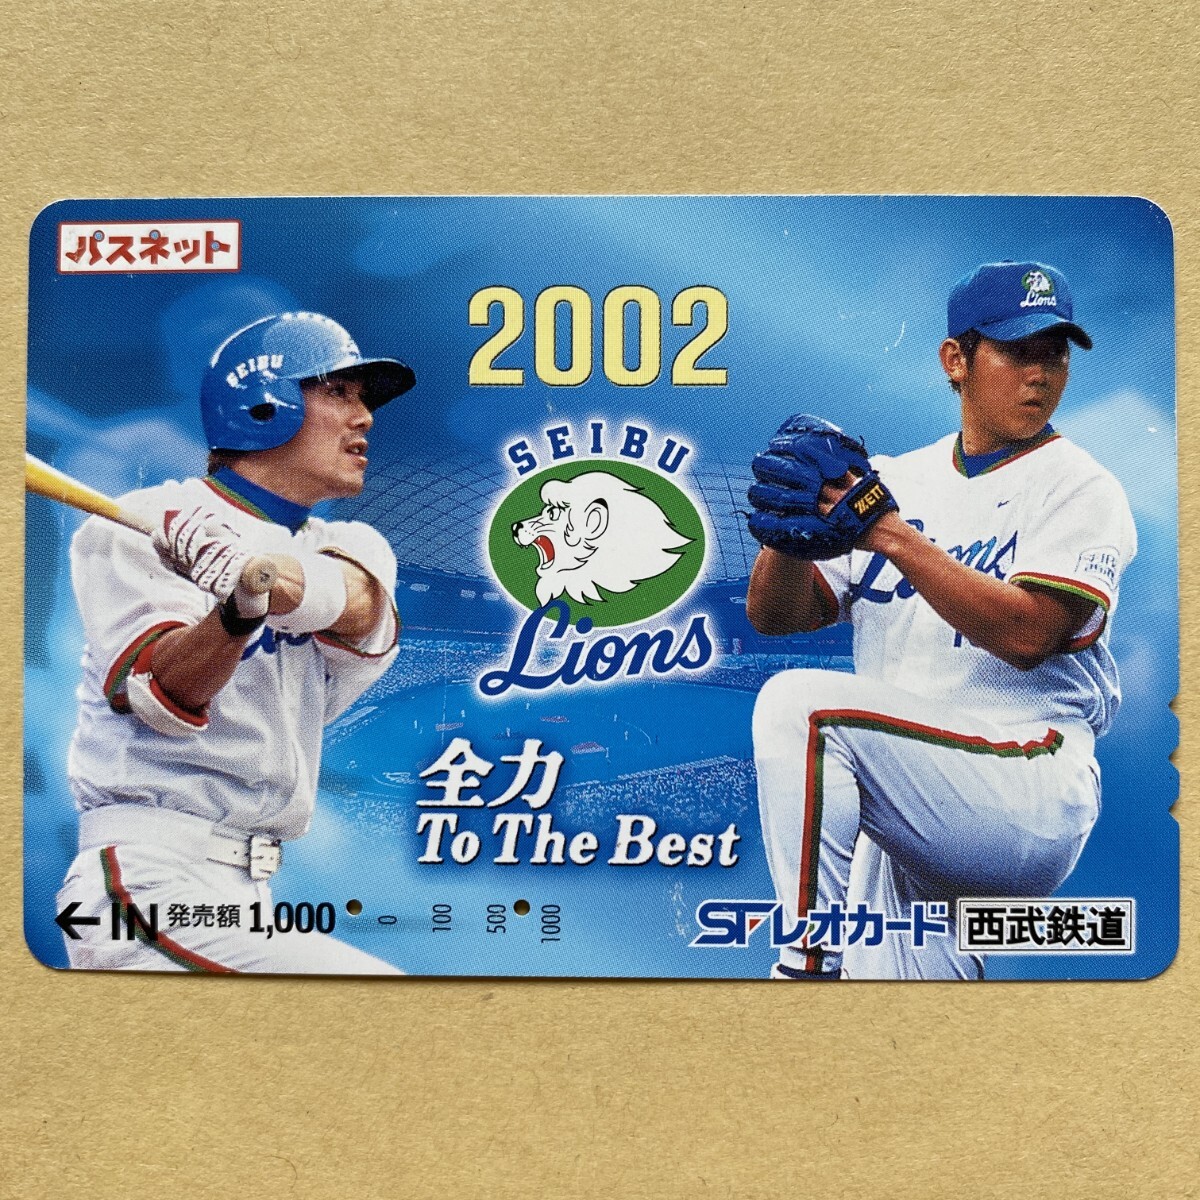 パスネット
2002
SEIBU
Lions
SEIBU
Lions
ZETT
Lions
全力
To The Best
←IN 発売額 1,000 0 100 500 1000
SFレオカード 西武鉄道